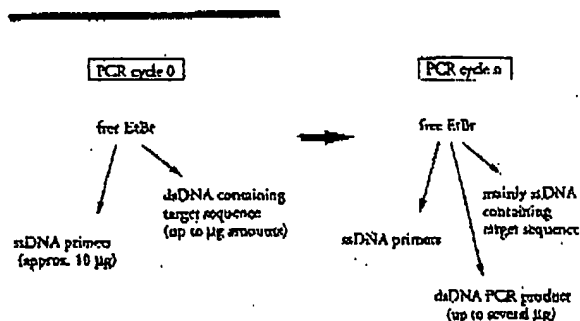 PCR cycle 0
free EtBr
ssDNA primers
(approx. 10 µg)
dsDNA containing
target sequence
(up to µg amounts)
PCR cycle n
free EtBr
ssDNA primers
mainly ssDNA
containing
target sequence
dsDNA PCR product
(up to several µg)